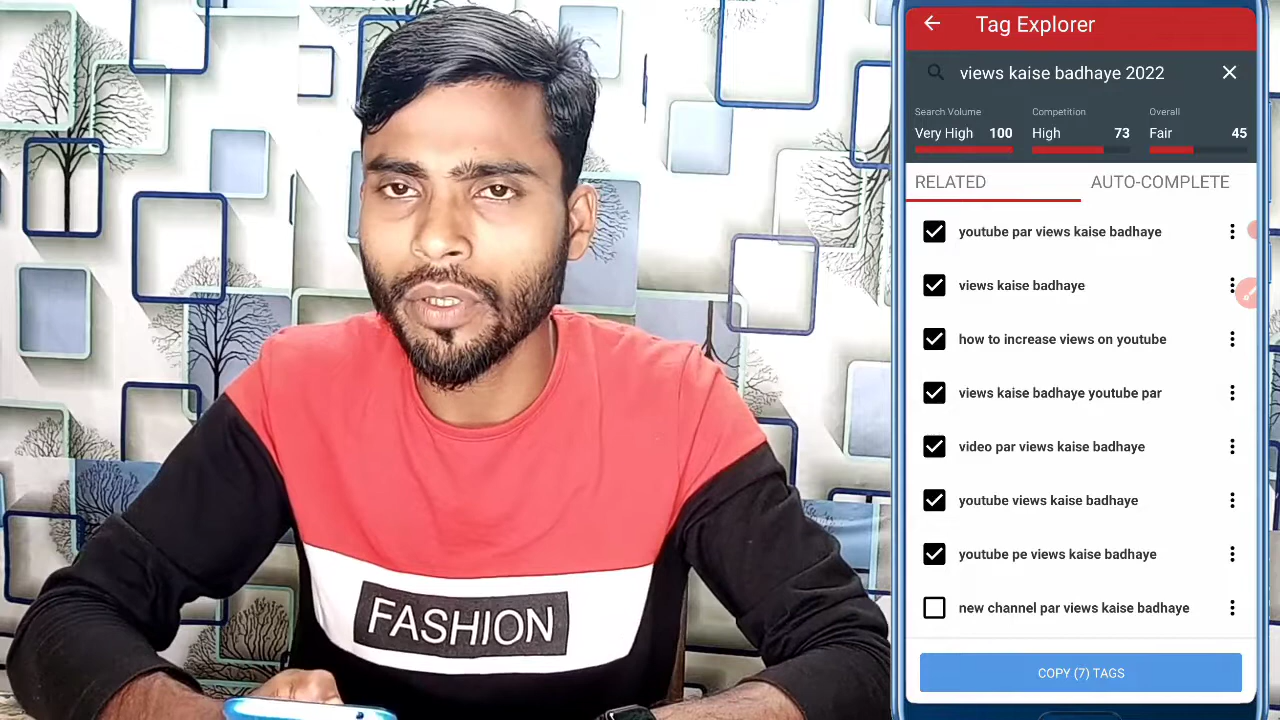 FASHION
Tag Explorer
views kaise badhaye 2022
Search Volume Competition Overall
Very High 100 High 73 Fair 45
RELATED AUTO-COMPLETE
youtube par views kaise badhaye
views kaise badhaye
how to increase views on youtube
views kaise badhaye youtube par
video par views kaise badhaye
youtube views kaise badhaye
youtube pe views kaise badhaye
new channel par views kaise badhaye
COPY (7) TAGS